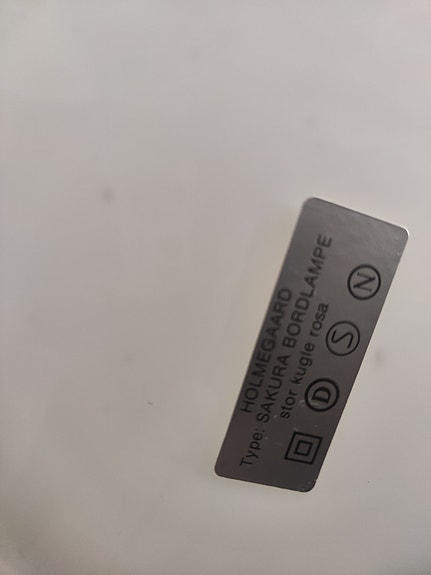 HOLMEGAARD
Type: SAKURA BORDLAMPE
stor kugle rosa
D S N